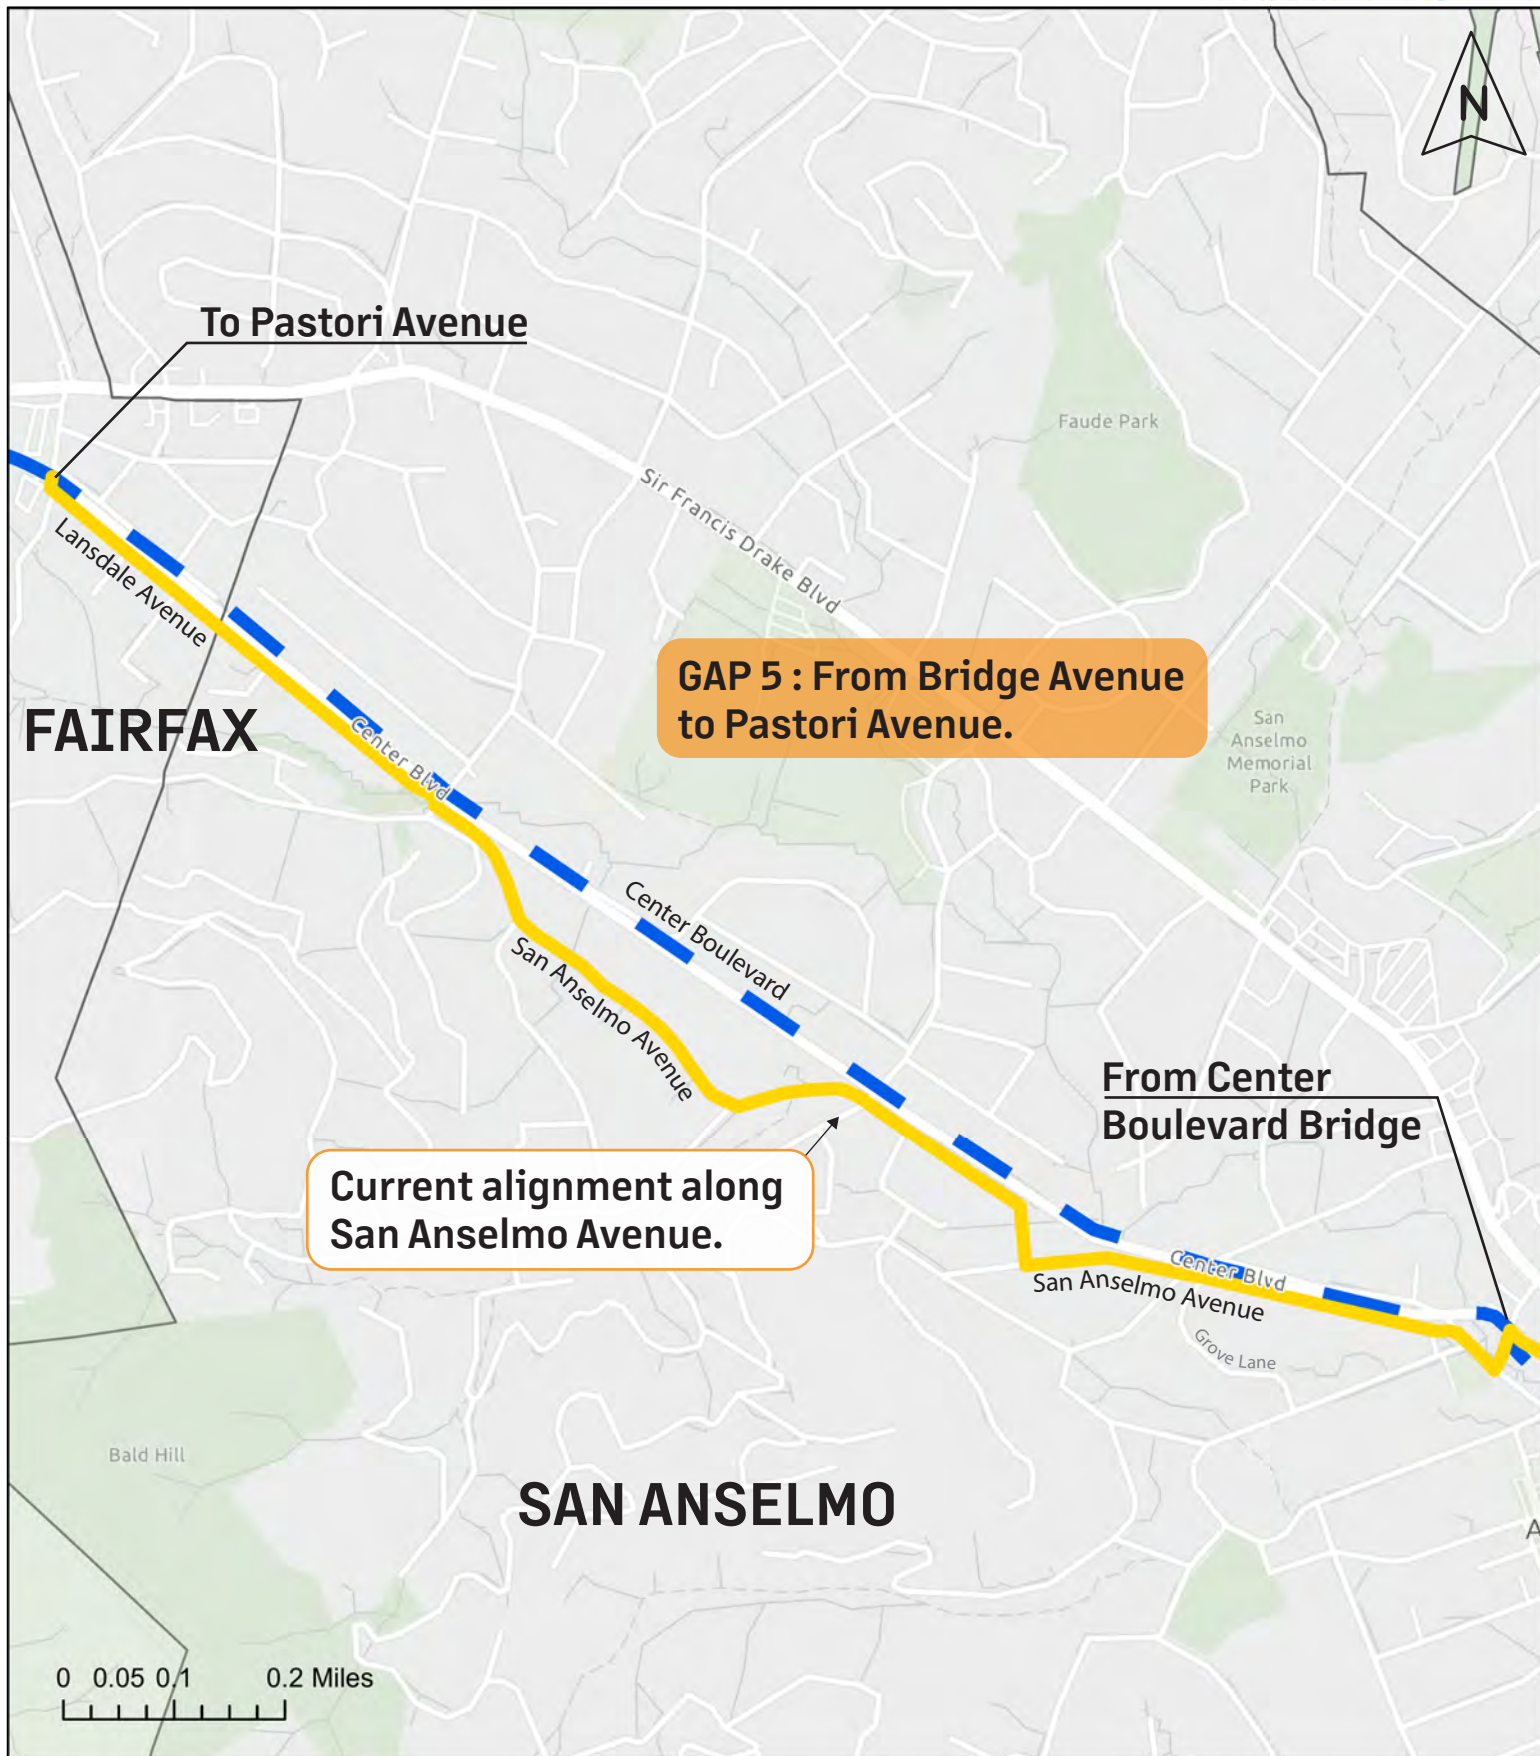 N
To Pastori Avenue
Faude Park
Sir Francis Drake Blvd
Lansdale Avenue
GAP 5 : From Bridge Avenue
to Pastori Avenue.
FAIRFAX
Center Blvd
San
Anselmo
Memorial
Park
Center Boulevard
San Anselmo Avenue
From Center
Boulevard Bridge
Current alignment along
San Anselmo Avenue.
Center Blvd
San Anselmo Avenue
Grove Lane
Bald Hill
SAN ANSELMO
A
0 0.05 0.1 0.2 Miles